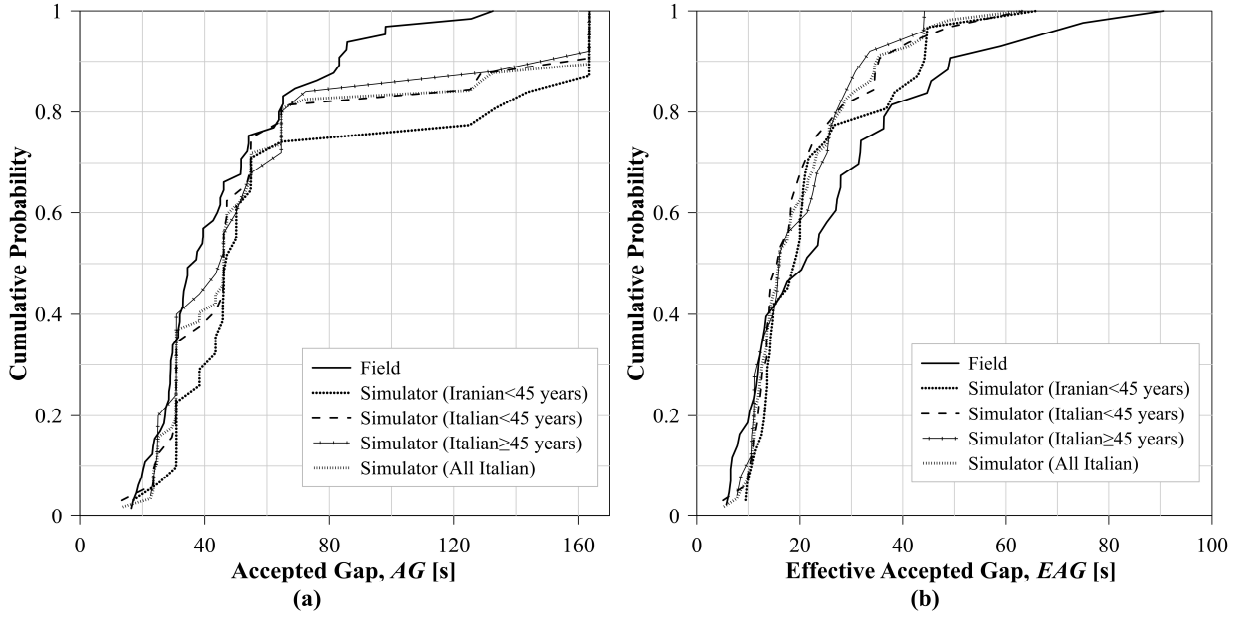 Cumulative Probability
1
0.8
0.6
0.4
0.2
0
0 40 80 120 160
Accepted Gap, AG [s]
(a)
Field
Simulator (Iranian<45 years)
Simulator (Italian<45 years)
Simulator (Italian≥45 years)
Simulator (All Italian)
Cumulative Probability
1
0.8
0.6
0.4
0.2
0
0 20 40 60 80 100
Effective Accepted Gap, EAG [s]
(b)
Field
Simulator (Iranian<45 years)
Simulator (Italian<45 years)
Simulator (Italian≥45 years)
Simulator (All Italian)